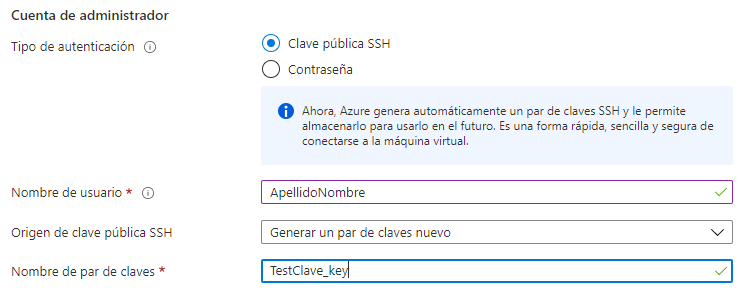 Cuenta de administrador
Tipo de autenticación
Clave pública SSH
Contraseña
Ahora, Azure genera automáticamente un par de claves SSH y le permite
almacenarlo para usarlo en el futuro. Es una forma rápida, sencilla y segura de
conectarse a la máquina virtual.
Nombre de usuario *
ApellidoNombre
Origen de clave pública SSH
Generar un par de claves nuevo
Nombre de par de claves *
TestClave_key